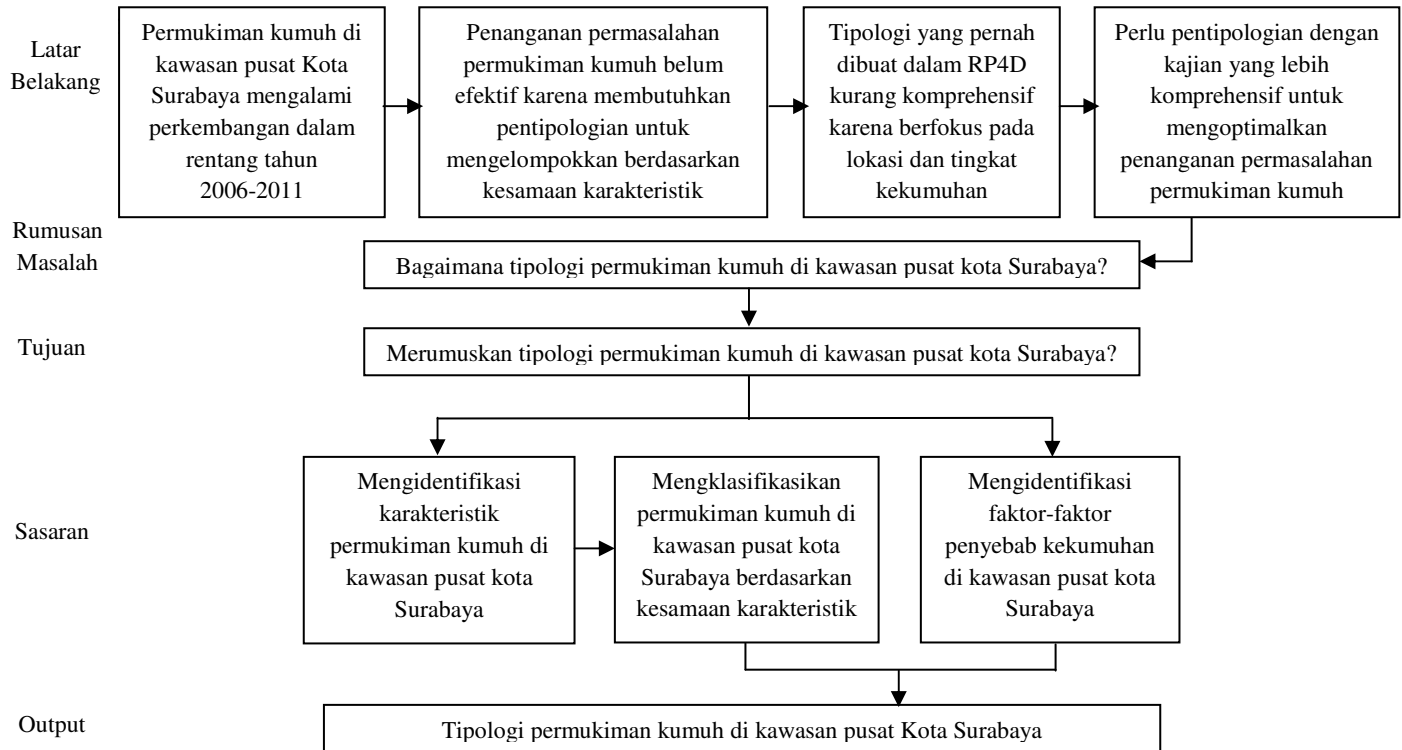 Latar
Belakang
Permukiman kumuh di
kawasan pusat Kota
Surabaya mengalami
perkembangan dalam
rentang tahun
2006-2011
Penanganan permasalahan
permukiman kumuh belum
efektif karena membutuhkan
pentipologian untuk
mengelompokkan berdasarkan
kesamaan karakteristik
Tipologi yang pernah
dibuat dalam RP4D
kurang komprehensif
karena berfokus pada
lokasi dan tingkat
kekumuhan
Perlu pentipologian dengan
kajian yang lebih
komprehensif untuk
mengoptimalkan
penanganan permasalahan
permukiman kumuh
Rumusan
Masalah
Bagaimana tipologi permukiman kumuh di kawasan pusat kota Surabaya?
Tujuan
Merumuskan tipologi permukiman kumuh di kawasan pusat kota Surabaya?
Sasaran
Mengidentifikasi
karakteristik
permukiman kumuh di
kawasan pusat kota
Surabaya
Mengklasifikasikan
permukiman kumuh di
kawasan pusat kota
Surabaya berdasarkan
kesamaan karakteristik
Mengidentifikasi
faktor-faktor
penyebab kekumuhan
di kawasan pusat kota
Surabaya
Output
Tipologi permukiman kumuh di kawasan pusat Kota Surabaya